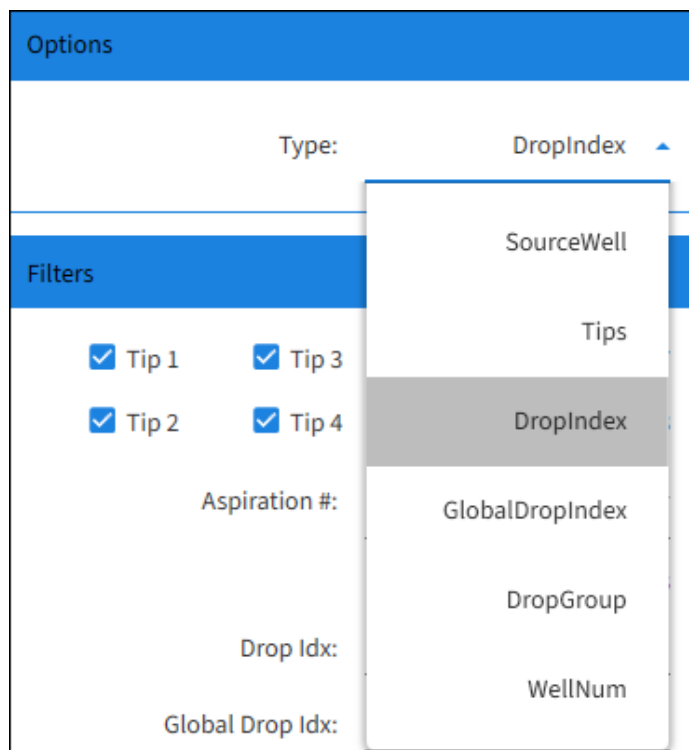 Options
Type: DropIndex
SourceWell
Filters
Tips
Tip 1 Tip 3
DropIndex
Tip 2 Tip 4
Aspiration #:
GlobalDropIndex
DropGroup
Drop Idx:
WellNum
Global Drop Idx: